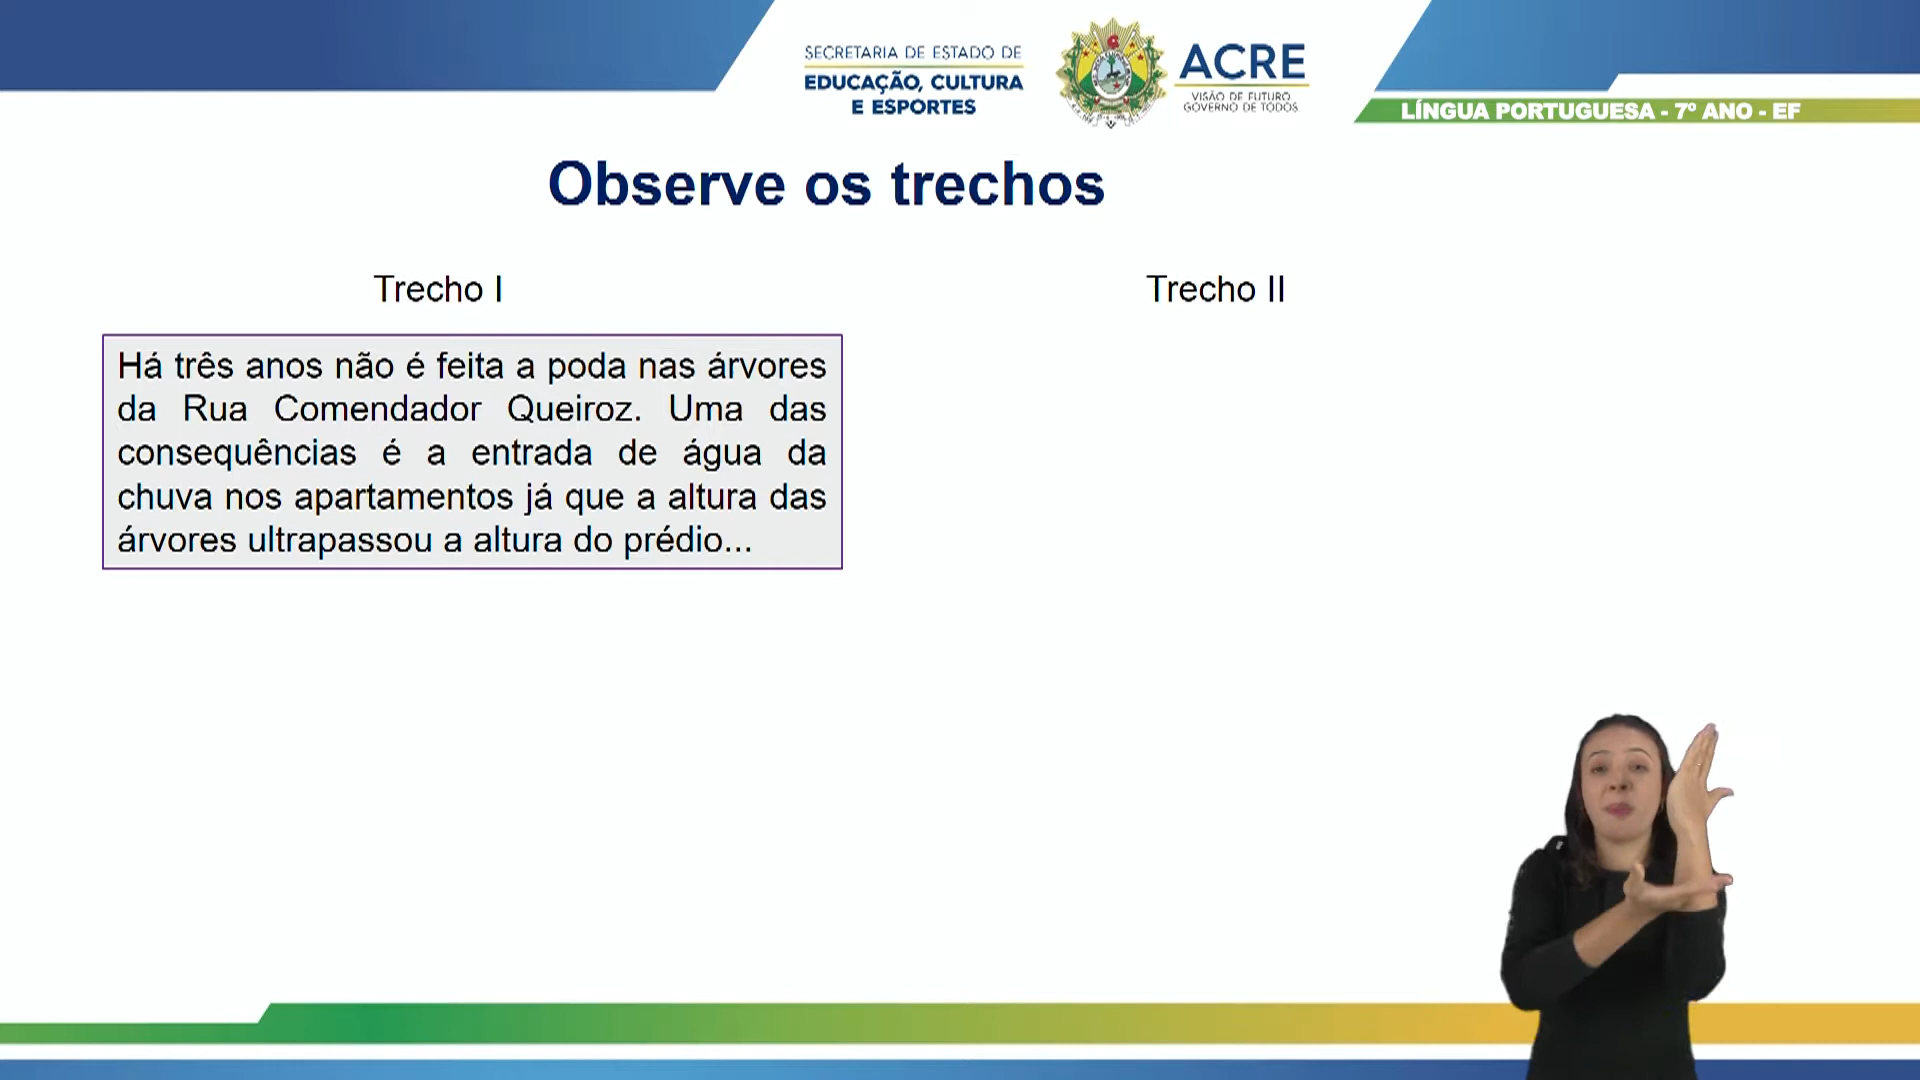 SECRETARIA DE ESTADO DE
EDUCAÇÃO, CULTURA
E ESPORTES
ACRE
VISÃO DE FUTURO
GOVERNO DE TODOS
LÍNGUA PORTUGUESA - 7º ANO - EF
Observe os trechos
Trecho I
Trecho II
Há três anos não é feita a poda nas árvores
da Rua Comendador Queiroz. Uma das
consequências é a entrada de água da
chuva nos apartamentos já que a altura das
árvores ultrapassou a altura do prédio...